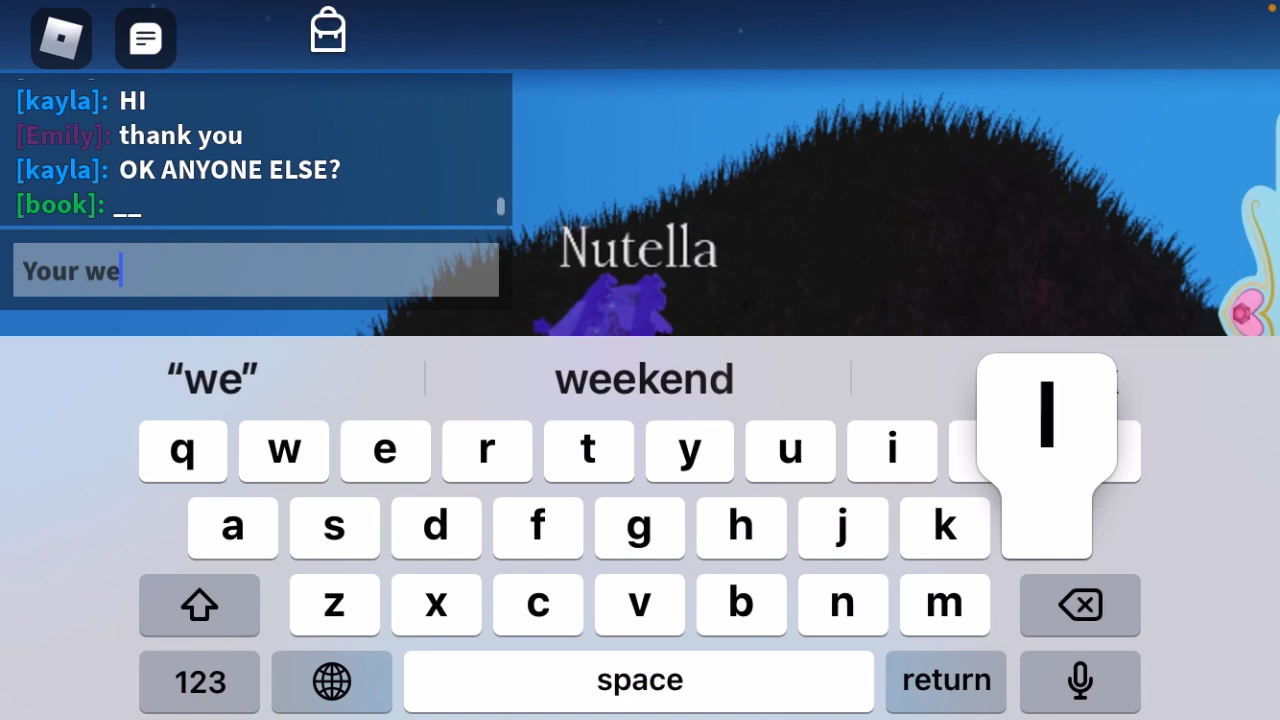 [kayla]: HI
[Emily]: thank you
[kayla]: OK ANYONE ELSE?
[book]: __
Your we
Nutella
“we” weekend
q w e r t y u i
a s d f g h j k l
z x c v b n m
123 space return